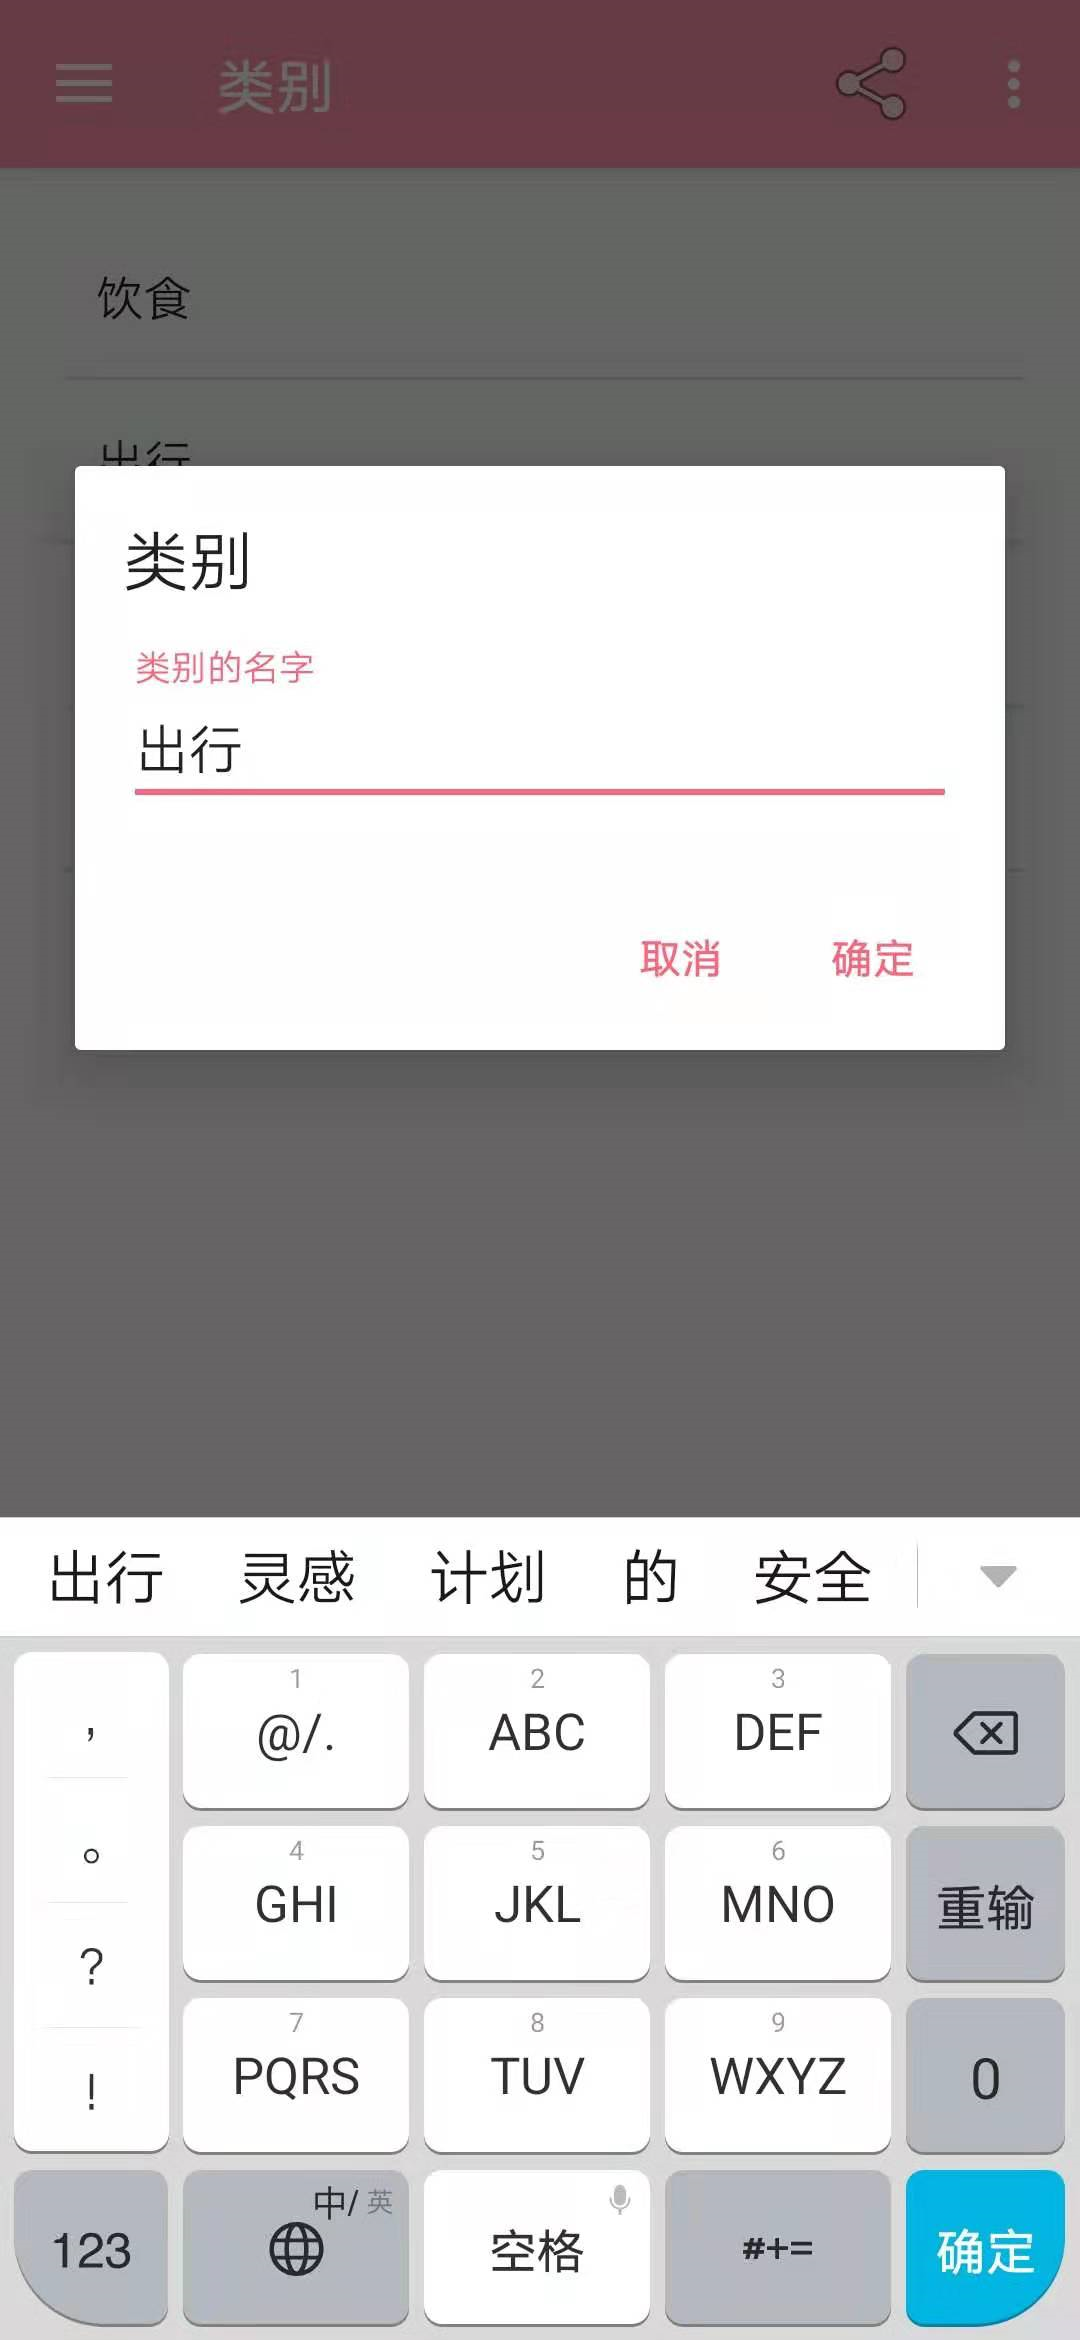 类别
饮食
出行
类别
类别的名字
出行
取消 确定
出行 灵感 计划 的 安全
， 1 @/. 2 ABC 3 DEF
。 4 GHI 5 JKL 6 MNO 重输
? 7 PQRS 8 TUV 9 WXYZ 0
!
123 中/英 空格 #+= 确定